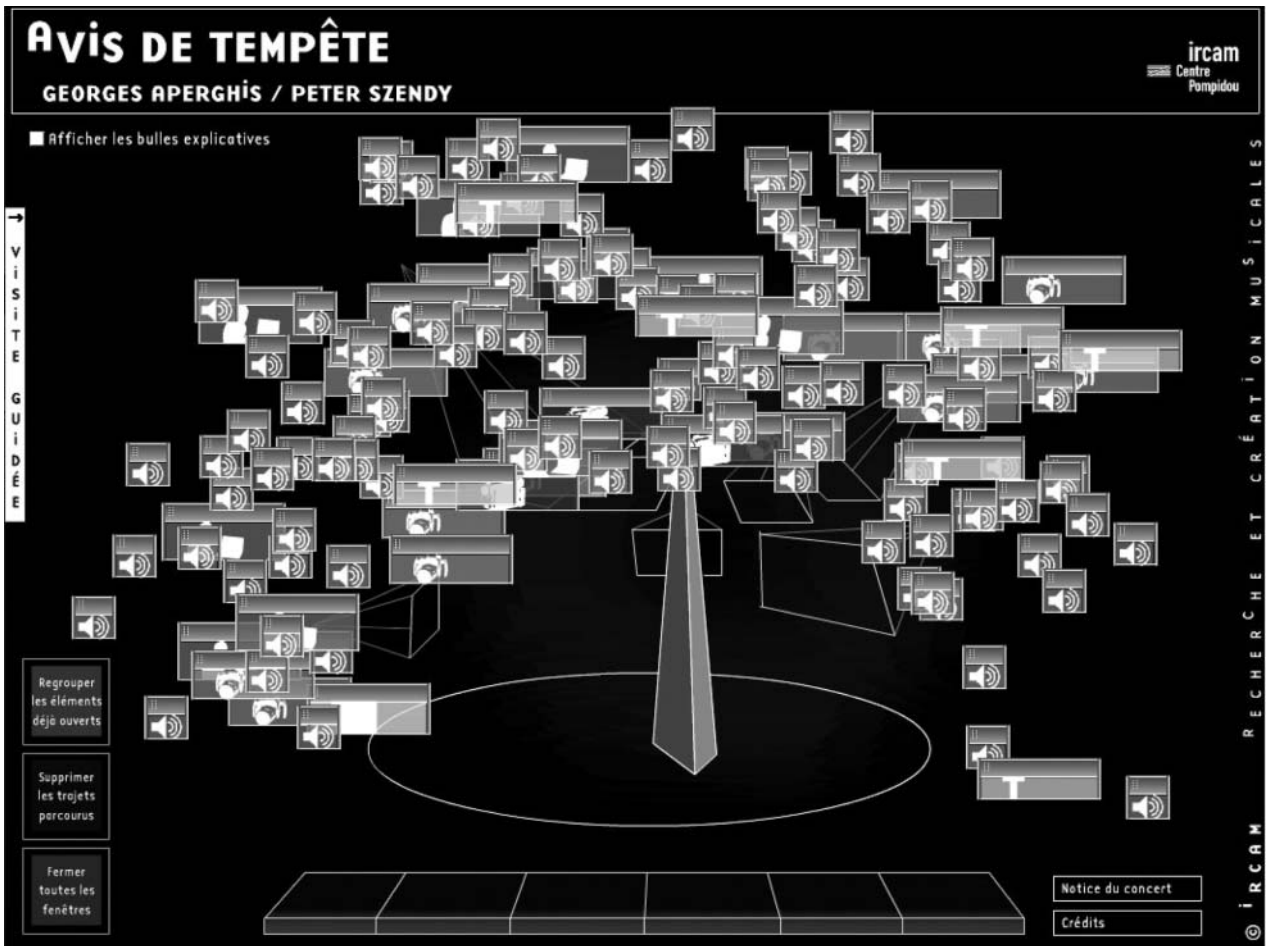 AViS DE TEMPÊTE
GEORGES APERGHiS / PETER SZENDY
ircam
Centre
Pompidou
Afficher les bulles explicatives
→ ViSiTE GUiDÉE
T
T
T
T
T
T
Regrouper
les éléments
déjà ouverts
Supprimer
les trajets
parcourus
Fermer
toutes les
fenêtres
Notice du concert
Crédits
© iRCAM RECHERCHE ET CRÉATION MUSICALES